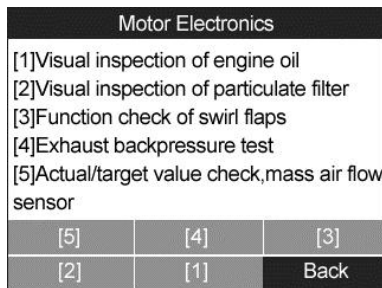 Motor Electronics
[1]Visual inspection of engine oil
[2]Visual inspection of particulate filter
[3]Function check of swirl flaps
[4]Exhaust backpressure test
[5]Actual/target value check,mass air flow
sensor
[5] [4] [3]
[2] [1] Back